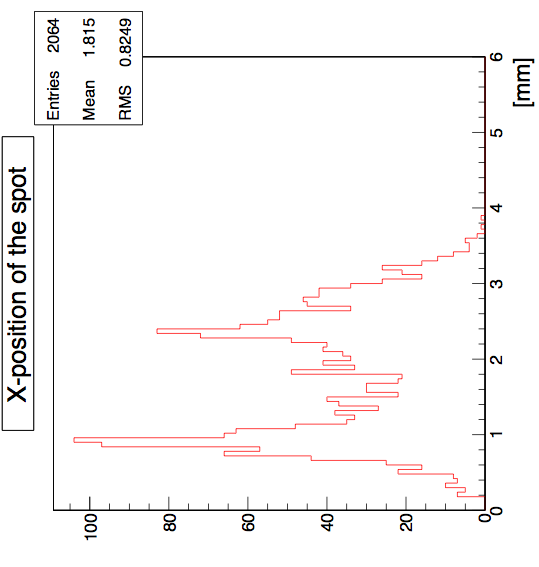 X-position of the spot
Entries 2064
Mean 1.815
RMS 0.8249
100
80
60
40
20
0
0 1 2 3 4 5 6
[mm]